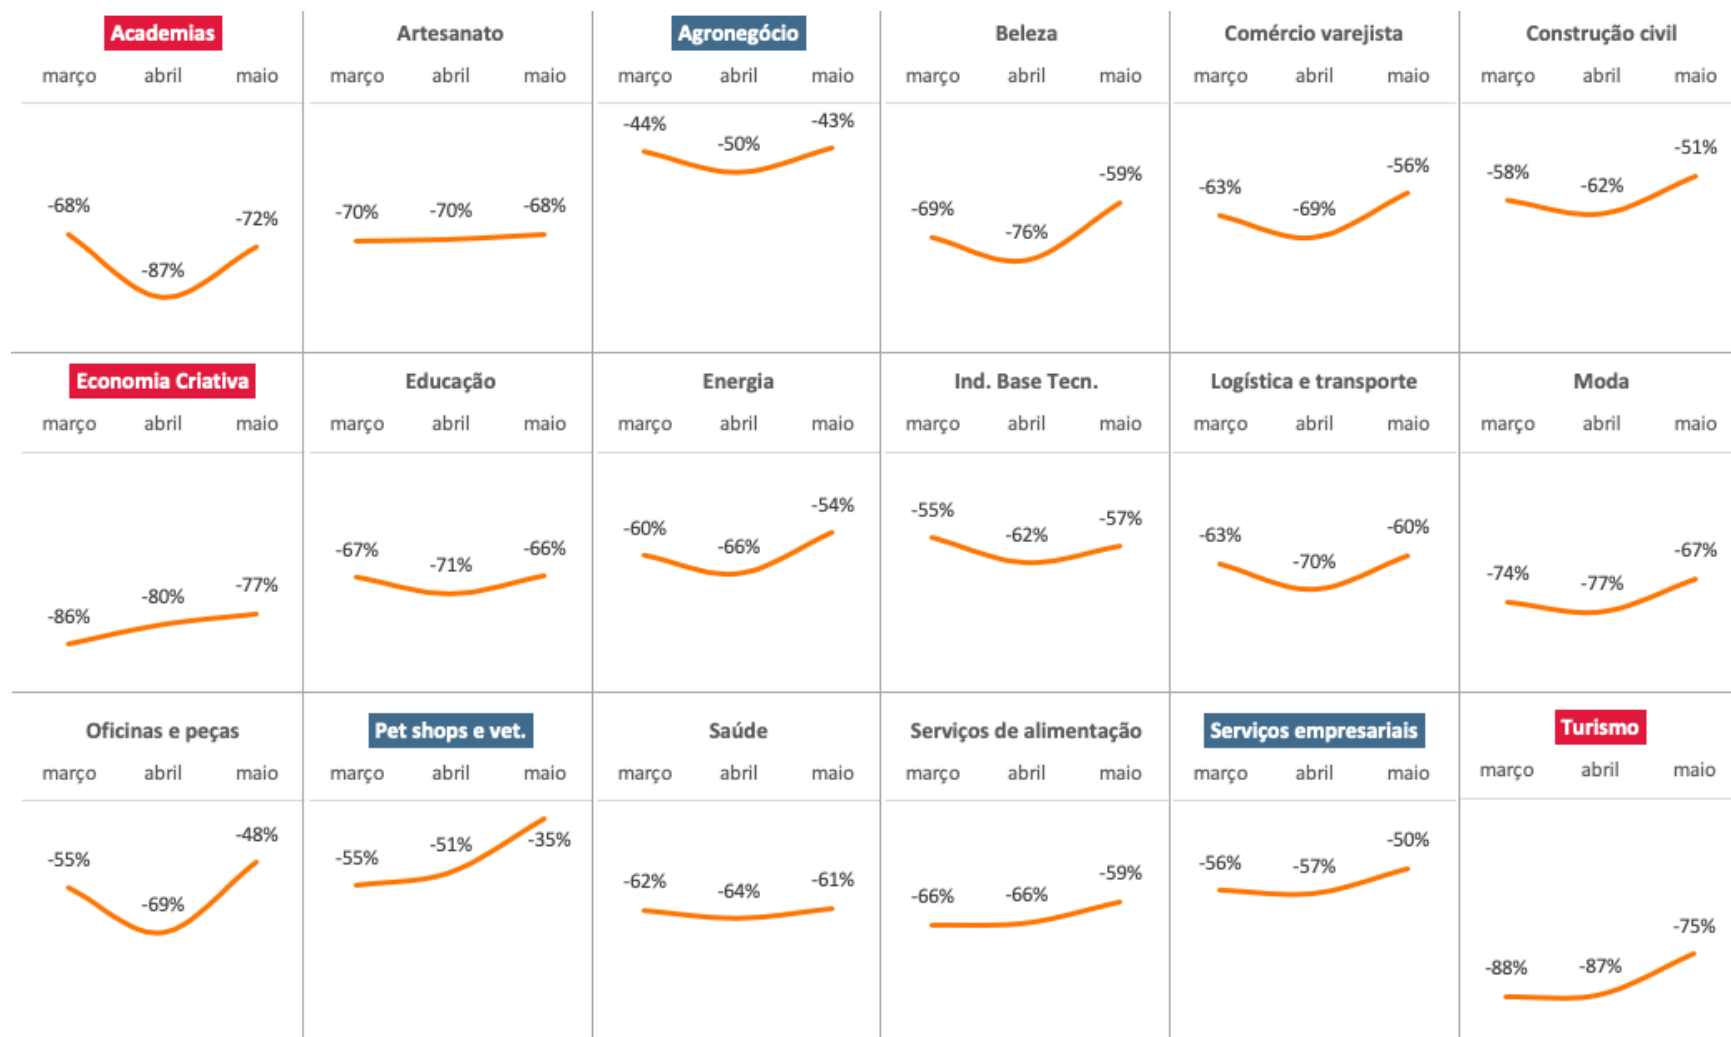 Academias Artesanato Agronegócio Beleza Comércio varejista Construção civil
março abril maio março abril maio março abril maio março abril maio março abril maio março abril maio
-68% -87% -72% -70% -70% -68% -44% -50% -43% -69% -76% -59% -63% -69% -56% -58% -62% -51%
Economia Criativa Educação Energia Ind. Base Tecn. Logística e transporte Moda
março abril maio março abril maio março abril maio março abril maio março abril maio março abril maio
-86% -80% -77% -67% -71% -66% -60% -66% -54% -55% -62% -57% -63% -70% -60% -74% -77% -67%
Oficinas e peças Pet shops e vet. Saúde Serviços de alimentação Serviços empresariais Turismo
março abril maio março abril maio março abril maio março abril maio março abril maio março abril maio
-55% -69% -48% -55% -51% -35% -62% -64% -61% -66% -66% -59% -56% -57% -50% -88% -87% -75%